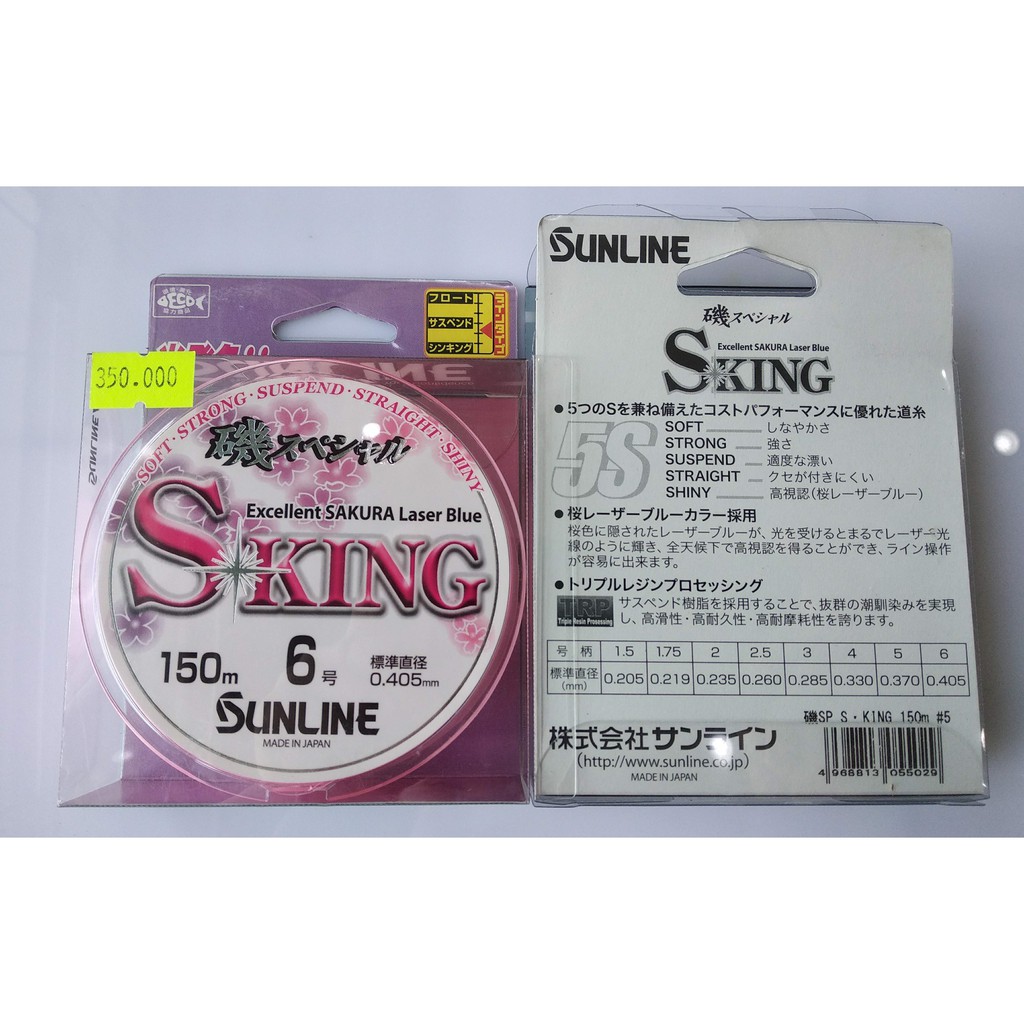 ECO
協力商品
フロート
サスペンド
シンキング
ラインタイプ
350.000
SUNLINE
SUNLINE
SOFT・STRONG・SUSPEND・STRAIGHT・SHINY
磯スペシャル
Excellent SAKURA Laser Blue
S・KING
150m
6号
標準直径
0.405mm
SUNLINE
MADE IN JAPAN
SUNLINE
磯スペシャル
Excellent SAKURA Laser Blue
S・KING
●5つのSを兼ね備えたコストパフォーマンスに優れた道糸
5S
SOFT しなやかさ
STRONG 強さ
SUSPEND 適度な漂い
STRAIGHT クセが付きにくい
SHINY 高視認(桜レーザーブルー)
●桜レーザーブルーカラー採用
桜色に隠されたレーザーブルーが、光を受けるとまるでレーザー光
線のように輝き、全天候下で高視認を得ることができ、ライン操作
が容易に出来ます。
●トリプルレジンプロセッシング
TRP
Triple Resin Processing
サスペンド樹脂を採用することで、抜群の潮馴染みを実現
し、高滑性・高耐久性・高耐摩耗性を誇ります。
号柄 1.5 1.75 2 2.5 3 4 5 6
標準直径(mm) 0.205 0.219 0.235 0.260 0.285 0.330 0.370 0.405
磯SP S・KING 150m #5
株式会社サンライン
(http://www.sunline.co.jp)
MADE IN JAPAN
4 968813 055029